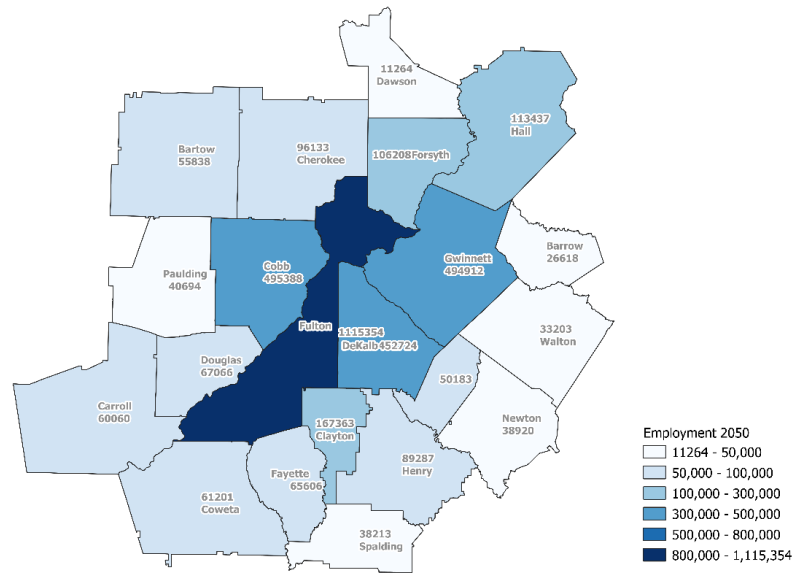 11264
Dawson
113437
Hall
Bartow
55838
96133
Cherokee
106208Forsyth
Paulding
40694
Cobb
495388
Gwinnett
494912
Barrow
26618
Fulton
1115354
DeKalb452724
33203
Walton
Douglas
67066
50183
Carroll
60060
167363
Clayton
Newton
38920
89287
Henry
Fayette
65606
61201
Coweta
38213
Spalding
Employment 2050
11264 - 50,000
50,000 - 100,000
100,000 - 300,000
300,000 - 500,000
500,000 - 800,000
800,000 - 1,115,354